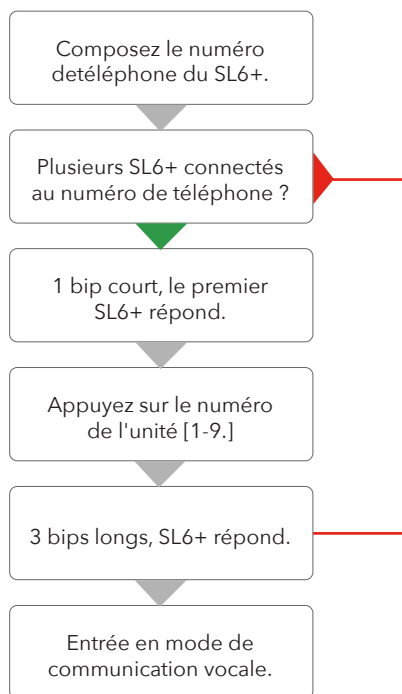 Composez le numéro
detéléphone du SL6+.
Plusieurs SL6+ connectés
au numéro de téléphone ?
1 bip court, le premier
SL6+ répond.
Appuyez sur le numéro
de l'unité [1-9.]
3 bips longs, SL6+ répond.
Entrée en mode de
communication vocale.